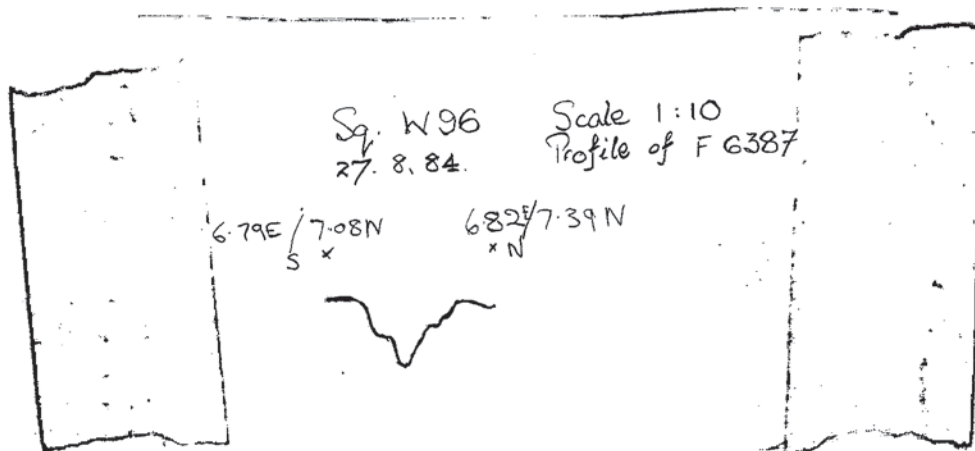 Sq. W96 Scale 1:10
27.8.84. Profile of F 6387
6.79E / 7.08N 6.82E/7.39N
S x x N